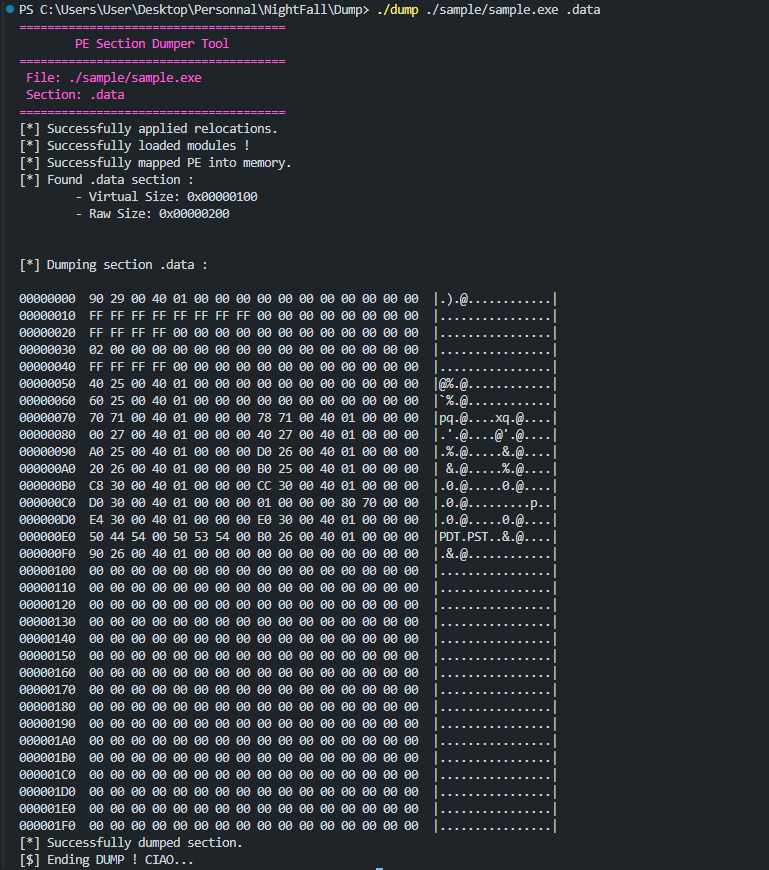 PS C:\Users\User\Desktop\Personnal\NightFall\Dump> ./dump ./sample/sample.exe .data
======================================
        PE Section Dumper Tool
======================================
 File: ./sample/sample.exe
 Section: .data
======================================
[*] Successfully applied relocations.
[*] Successfully loaded modules !
[*] Successfully mapped PE into memory.
[*] Found .data section :
        - Virtual Size: 0x00000100
        - Raw Size: 0x00000200
[*] Dumping section .data :
00000000  90 29 00 40 01 00 00 00 00 00 00 00 00 00 00 00  |.).@............|
00000010  FF FF FF FF FF FF FF FF 00 00 00 00 00 00 00 00  |................|
00000020  FF FF FF FF 00 00 00 00 00 00 00 00 00 00 00 00  |................|
00000030  02 00 00 00 00 00 00 00 00 00 00 00 00 00 00 00  |................|
00000040  FF FF FF FF 00 00 00 00 00 00 00 00 00 00 00 00  |................|
00000050  40 25 00 40 01 00 00 00 00 00 00 00 00 00 00 00  |@%.@............|
00000060  60 25 00 40 01 00 00 00 00 00 00 00 00 00 00 00  |`%.@............|
00000070  70 71 00 40 01 00 00 00 78 71 00 40 01 00 00 00  |pq.@....xq.@....|
00000080  00 27 00 40 01 00 00 00 40 27 00 40 01 00 00 00  |.'.@....@'.@....|
00000090  A0 25 00 40 01 00 00 00 D0 26 00 40 01 00 00 00  |.%.@.....&.@....|
000000A0  20 26 00 40 01 00 00 00 B0 25 00 40 01 00 00 00  | &.@.....%.@....|
000000B0  C8 30 00 40 01 00 00 00 CC 30 00 40 01 00 00 00  |.0.@.....0.@....|
000000C0  D0 30 00 40 01 00 00 00 01 00 00 00 80 70 00 00  |.0.@.........p..|
000000D0  E4 30 00 40 01 00 00 00 E0 30 00 40 01 00 00 00  |.0.@.....0.@....|
000000E0  50 44 54 00 50 53 54 00 B0 26 00 40 01 00 00 00  |PDT.PST..&.@....|
000000F0  90 26 00 40 01 00 00 00 00 00 00 00 00 00 00 00  |.&.@............|
00000100  00 00 00 00 00 00 00 00 00 00 00 00 00 00 00 00  |................|
00000110  00 00 00 00 00 00 00 00 00 00 00 00 00 00 00 00  |................|
00000120  00 00 00 00 00 00 00 00 00 00 00 00 00 00 00 00  |................|
00000130  00 00 00 00 00 00 00 00 00 00 00 00 00 00 00 00  |................|
00000140  00 00 00 00 00 00 00 00 00 00 00 00 00 00 00 00  |................|
00000150  00 00 00 00 00 00 00 00 00 00 00 00 00 00 00 00  |................|
00000160  00 00 00 00 00 00 00 00 00 00 00 00 00 00 00 00  |................|
00000170  00 00 00 00 00 00 00 00 00 00 00 00 00 00 00 00  |................|
00000180  00 00 00 00 00 00 00 00 00 00 00 00 00 00 00 00  |................|
00000190  00 00 00 00 00 00 00 00 00 00 00 00 00 00 00 00  |................|
000001A0  00 00 00 00 00 00 00 00 00 00 00 00 00 00 00 00  |................|
000001B0  00 00 00 00 00 00 00 00 00 00 00 00 00 00 00 00  |................|
000001C0  00 00 00 00 00 00 00 00 00 00 00 00 00 00 00 00  |................|
000001D0  00 00 00 00 00 00 00 00 00 00 00 00 00 00 00 00  |................|
000001E0  00 00 00 00 00 00 00 00 00 00 00 00 00 00 00 00  |................|
000001F0  00 00 00 00 00 00 00 00 00 00 00 00 00 00 00 00  |................|
[*] Successfully dumped section.
[$] Ending DUMP ! CIAO...